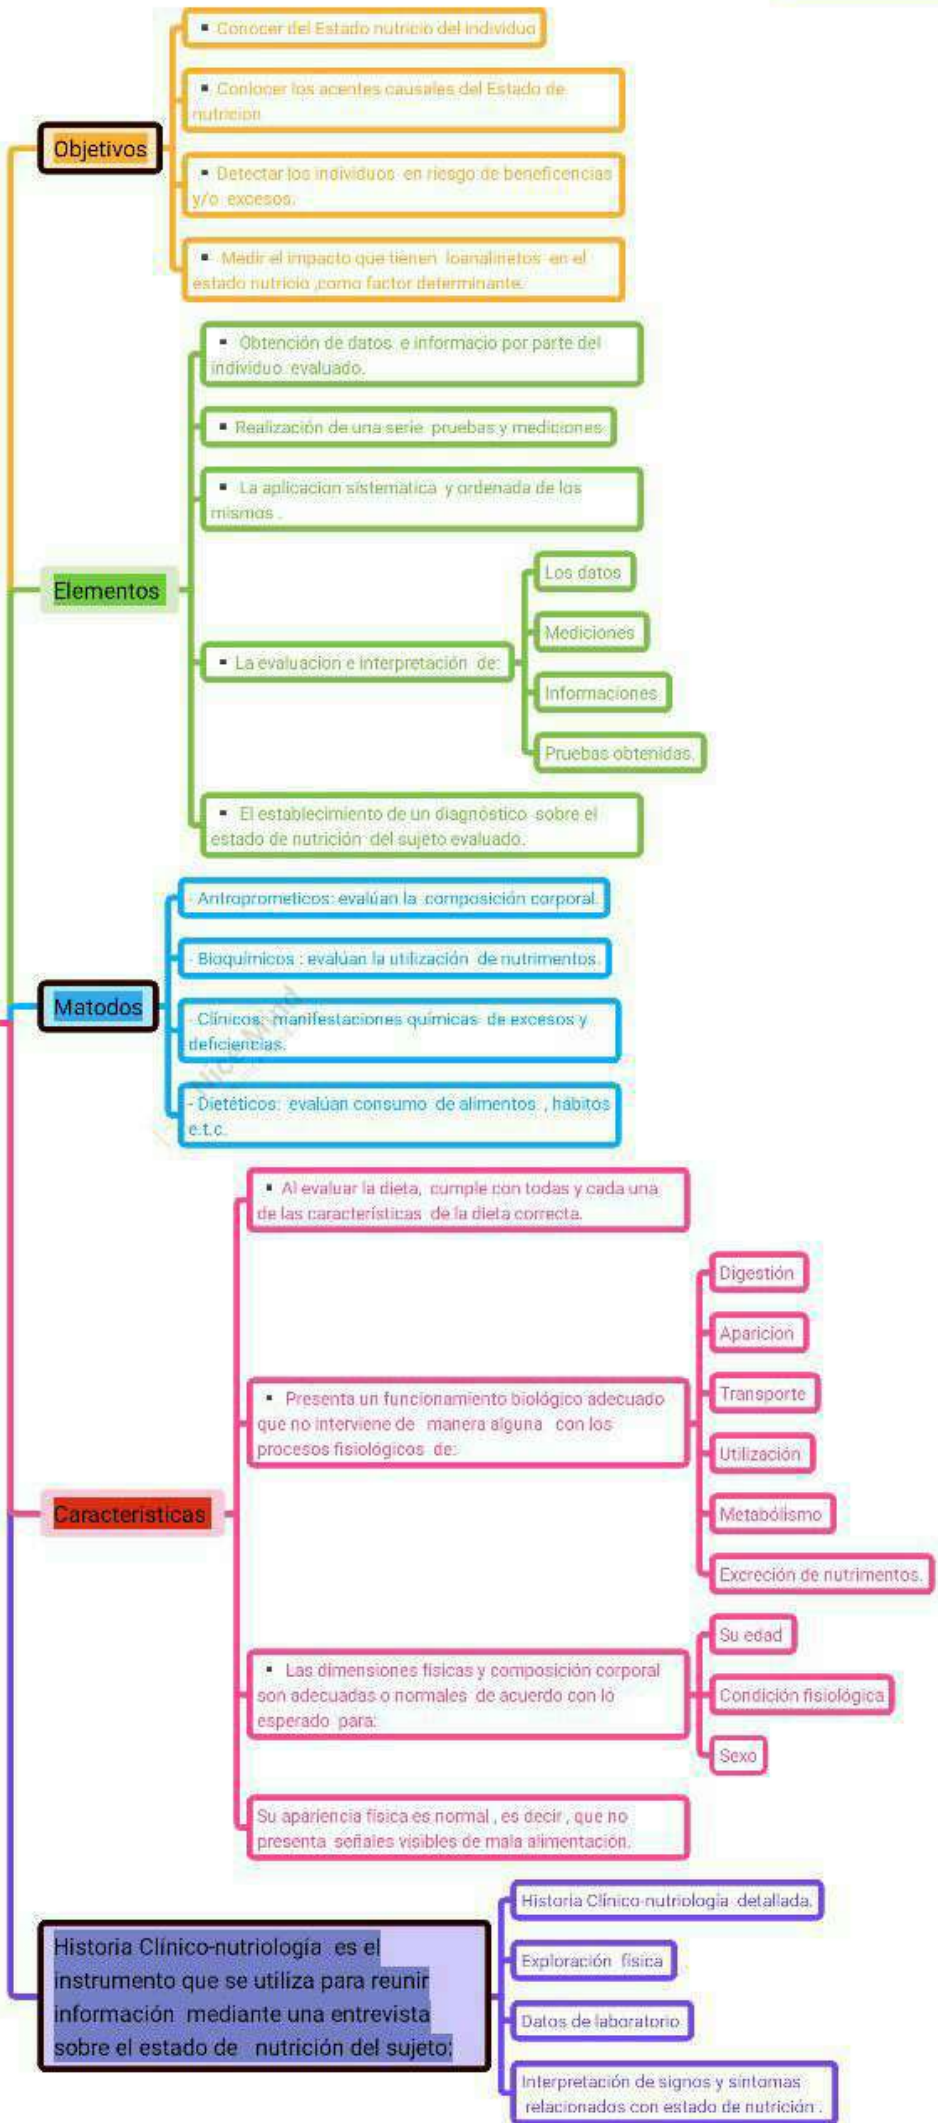 ▪ Conocer del Estado nutricio del individuo
▪ Conlocer los acentes causales del Estado de
nutricion
Objetivos
▪ Detectar los individuos en riesgo de beneficencias
y/o excesos.
▪ Medir el impacto que tienen loanalinetos en el
estado nutricio ,como factor determinante.
▪ Obtención de datos e informacio por parte del
individuo evaluado.
▪ Realización de una serie pruebas y mediciones
▪ La aplicacion sistematica y ordenada de los
mismos .
Elementos
▪ La evaluacion e interpretación de:
Los datos
Mediciones
Informaciones
Pruebas obtenidas.
▪ El establecimiento de un diagnóstico sobre el
estado de nutrición del sujeto evaluado.
Matodos
- Antroprometicos: evalúan la composición corporal.
- Bioquímicos : evalúan la utilización de nutrimentos.
- Clínicos: manifestaciones químicas de excesos y
deficiencias.
- Dietéticos: evalúan consumo de alimentos , hábitos
e.t.c.
Nice Mind
▪ Al evaluar la dieta, cumple con todas y cada una
de las características de la dieta correcta.
▪ Presenta un funcionamiento biológico adecuado
que no interviene de manera alguna con los
procesos fisiológicos de:
Digestión
Aparicion
Transporte
Utilización
Metabólismo
Excreción de nutrimentos.
Características
▪ Las dimensiones físicas y composición corporal
son adecuadas o normales de acuerdo con lo
esperado para:
Su edad
Condición fisiológica
Sexo
Su apariencia física es normal , es decir , que no
presenta señales visibles de mala alimentación.
Historia Clínico-nutriología es el
instrumento que se utiliza para reunir
información mediante una entrevista
sobre el estado de nutrición del sujeto:
Historia Clínico-nutriologia detallada.
Exploración física
Datos de laboratorio
Interpretación de signos y sintomas
relacionados con estado de nutrición .